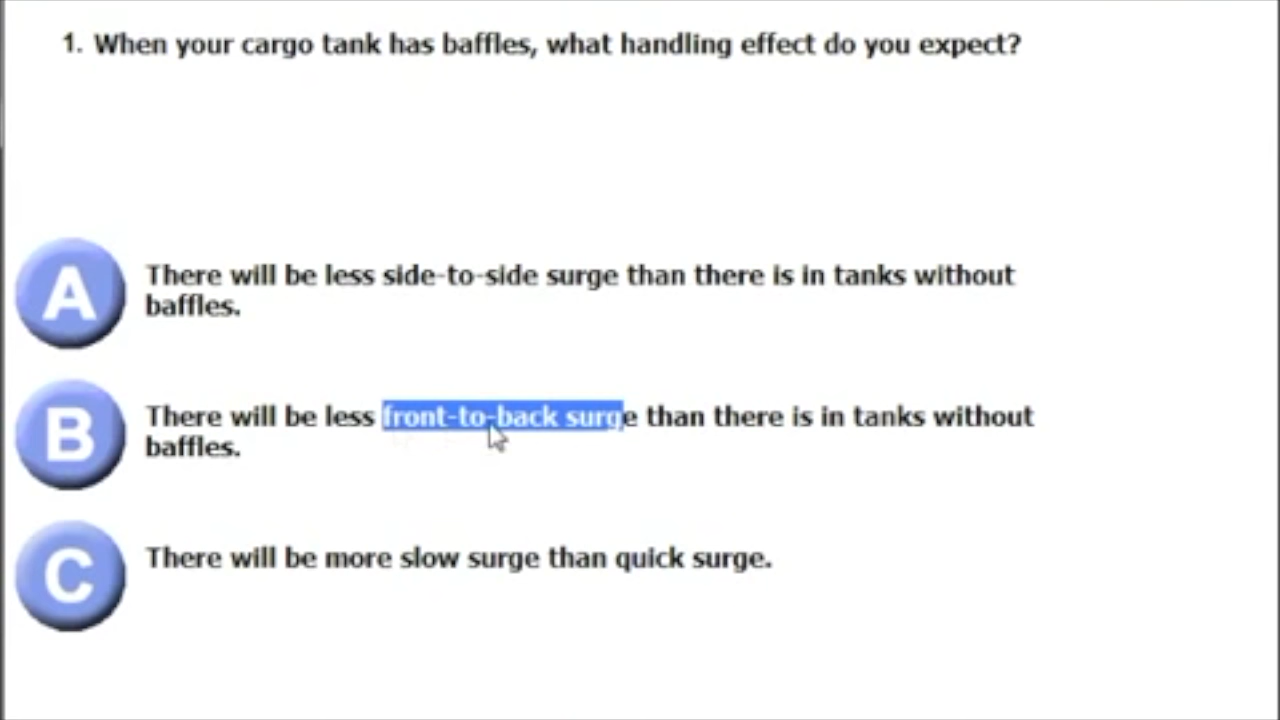 1. When your cargo tank has baffles, what handling effect do you expect?
A
There will be less side-to-side surge than there is in tanks without
baffles.
B
There will be less front-to-back surge than there is in tanks without
baffles.
C
There will be more slow surge than quick surge.